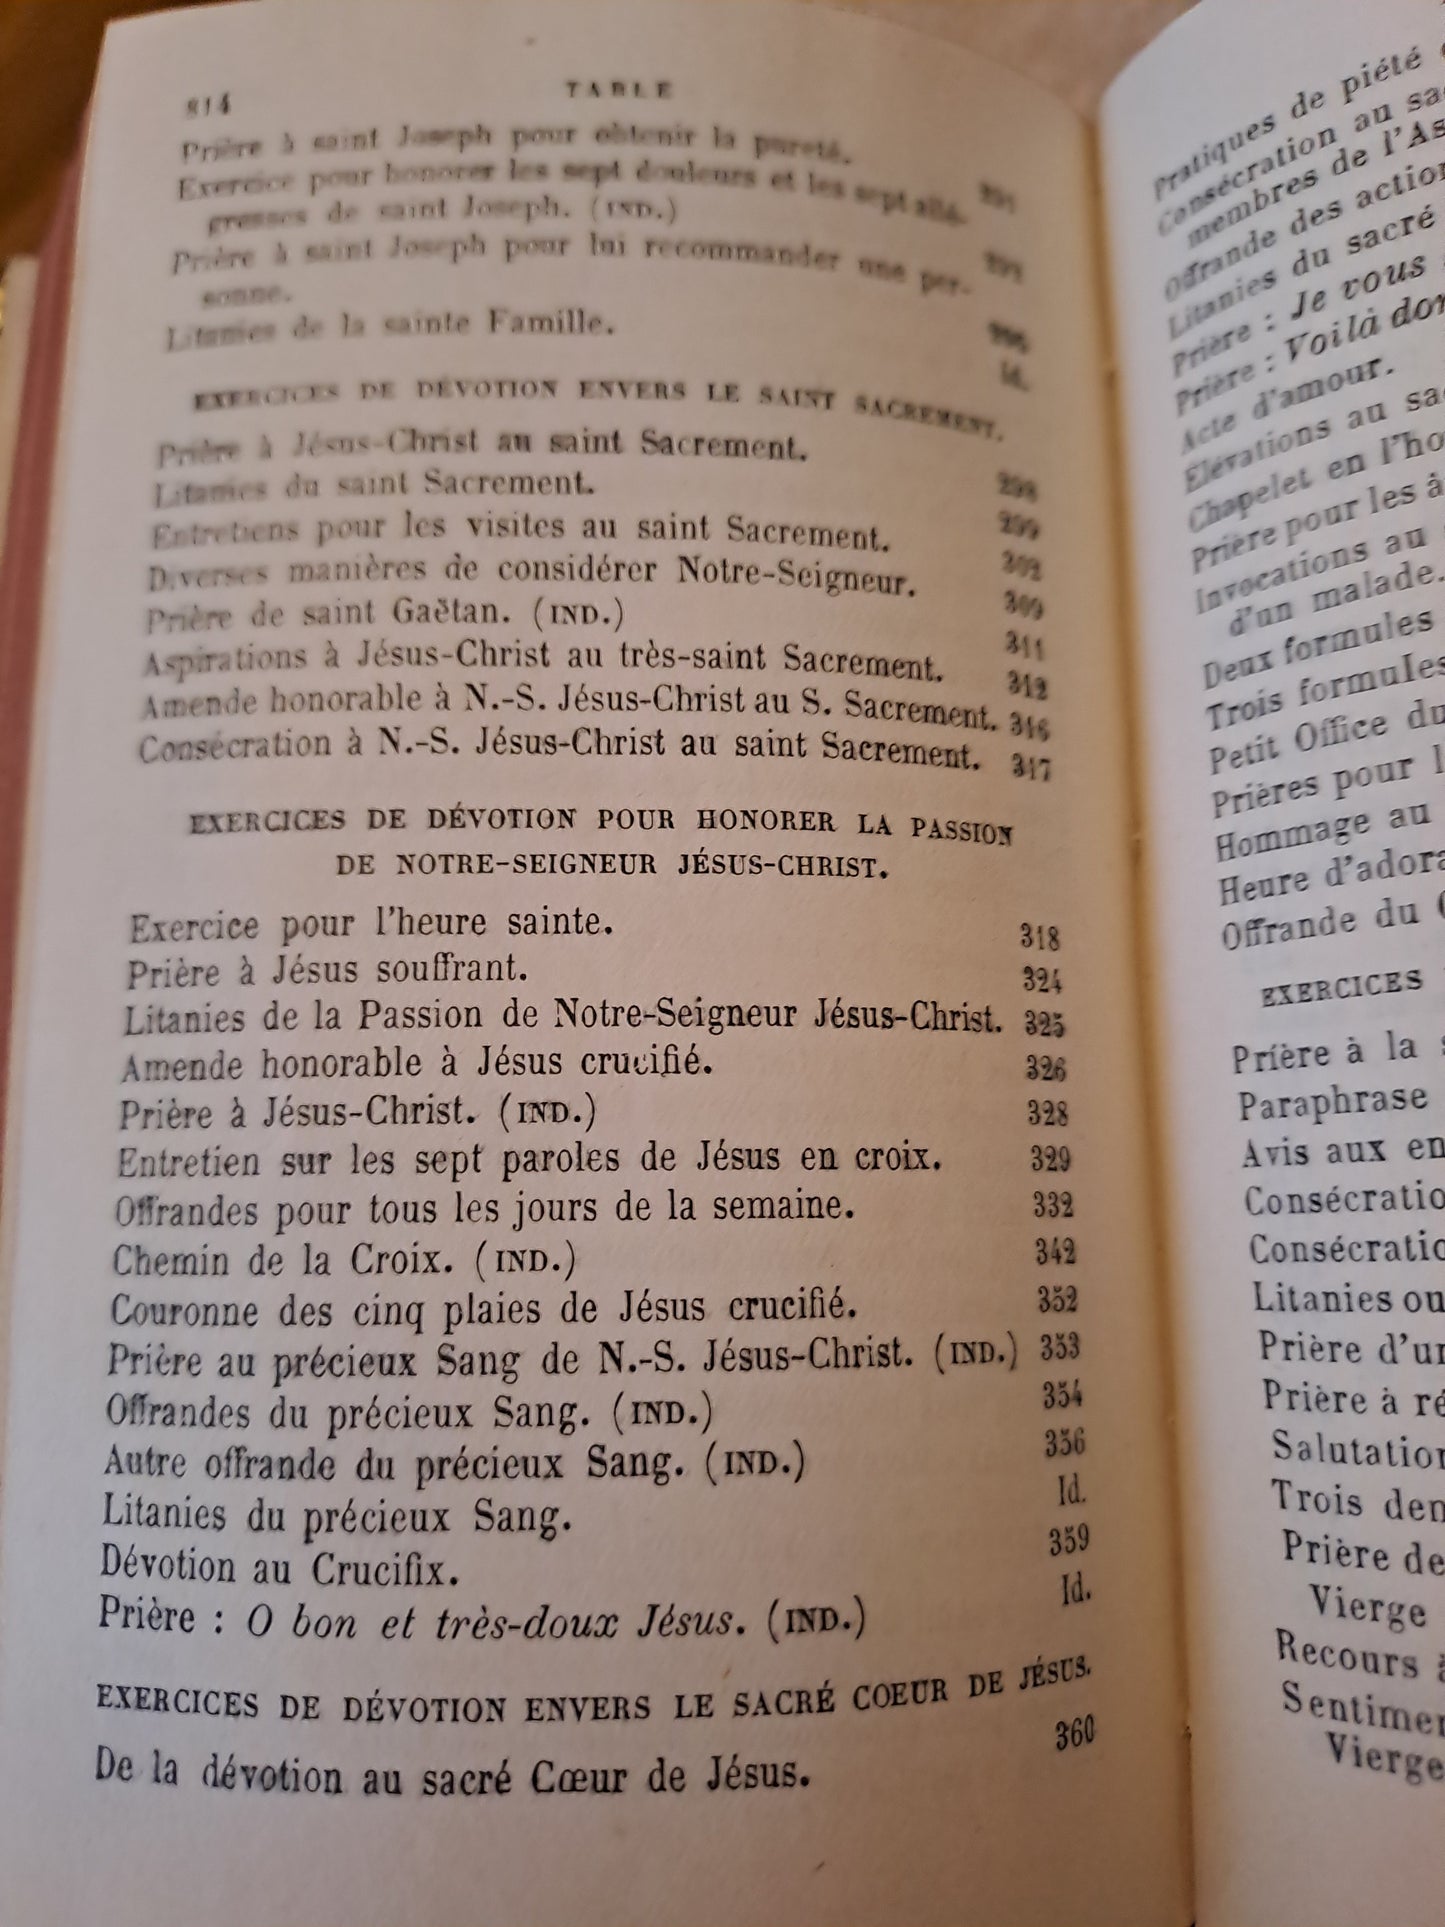 814 TABLE
Prière à saint Joseph pour obtenir la pureté. 291
Exercice pour honorer les sept douleurs et les sept allé-
gresses de saint Joseph. (IND.)
Prière à saint Joseph pour lui recommander une per-
sonne.
Litanies de la sainte Famille. Id.
EXERCICES DE DÉVOTION ENVERS LE SAINT SACREMENT.
Prière à Jésus-Christ au saint Sacrement. 298
Litanies du saint Sacrement. 299
Entretiens pour les visites au saint Sacrement. 302
Diverses manières de considérer Notre-Seigneur. 309
Prière de saint Gaëtan. (IND.) 311
Aspirations à Jésus-Christ au très-saint Sacrement. 312
Amende honorable à N.-S. Jésus-Christ au S. Sacrement. 316
Consécration à N.-S. Jésus-Christ au saint Sacrement. 317
EXERCICES DE DÉVOTION POUR HONORER LA PASSION
DE NOTRE-SEIGNEUR JÉSUS-CHRIST.
Exercice pour l'heure sainte. 318
Prière à Jésus souffrant. 324
Litanies de la Passion de Notre-Seigneur Jésus-Christ. 325
Amende honorable à Jésus crucifié. 326
Prière à Jésus-Christ. (IND.) 328
Entretien sur les sept paroles de Jésus en croix. 329
Offrandes pour tous les jours de la semaine. 332
Chemin de la Croix. (IND.) 342
Couronne des cinq plaies de Jésus crucifié. 352
Prière au précieux Sang de N.-S. Jésus-Christ. (IND.) 353
Offrandes du précieux Sang. (IND.) 354
Autre offrande du précieux Sang. (IND.) 356
Litanies du précieux Sang. Id.
Dévotion au Crucifix. 359
Prière : O bon et très-doux Jésus. (IND.) Id.
EXERCICES DE DÉVOTION ENVERS LE SACRÉ COEUR DE JÉSUS.
De la dévotion au sacré Cœur de Jésus. 360
Pratiques de piété
Consécration au
membres de
Offrande des
Litanies du sacré
Prière : Je vous
Prière : Voilà
Acte d'amour.
Elévations au
Chapelet en
Prière pour les
Invocations au
d'un malade.
Deux formules
Trois formules
Petit Office du
Prières pour
Hommage au
Heure
Offrande du
EXERCICES
Prière à la
Paraphrase
Avis aux
Consécratio
Consécratio
Litanies ou
Prière
Prière à
Salutation
Trois
Prière de
Vierge
Recours
Vierge